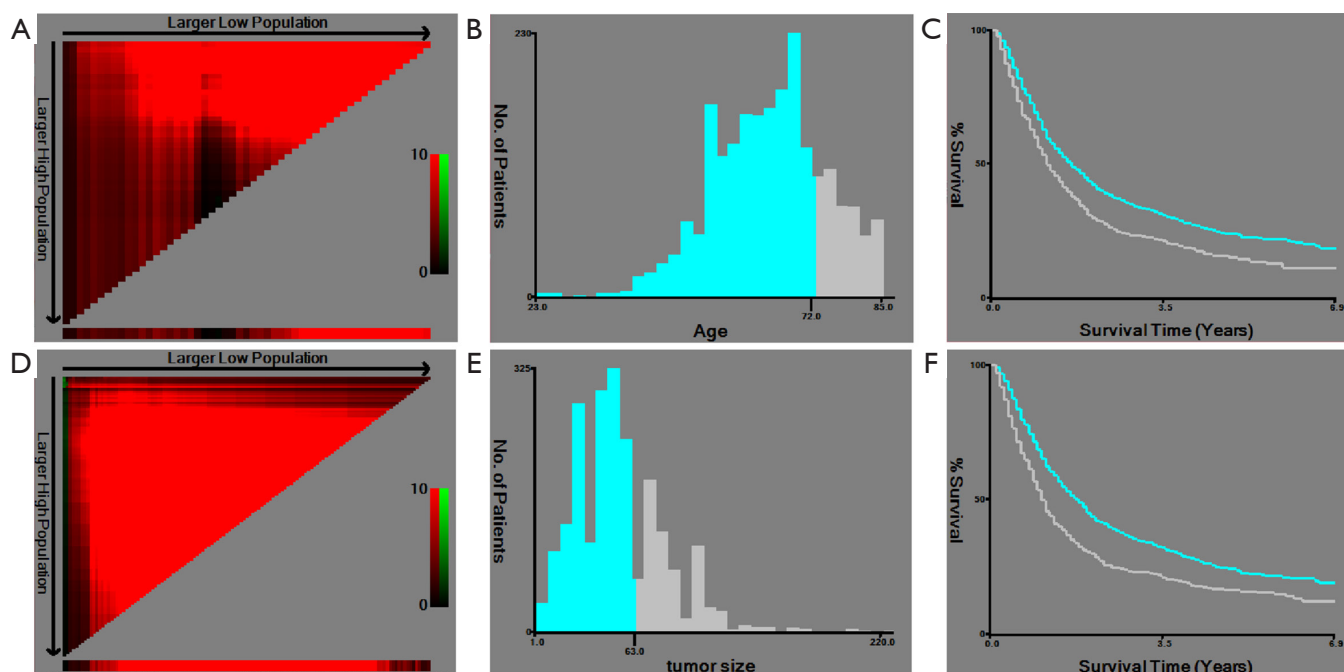 A
Larger Low Population
Larger High Population
10
0
B
230
No. of Patients
0
23.0
72.0
85.0
Age
C
100
% Survival
50
0
0.0
3.5
6.9
Survival Time (Years)
D
Larger Low Population
Larger High Population
10
0
E
325
No. of Patients
0
1.0
63.0
220.0
tumor size
F
100
% Survival
50
0
0.0
3.5
6.9
Survival Time (Years)